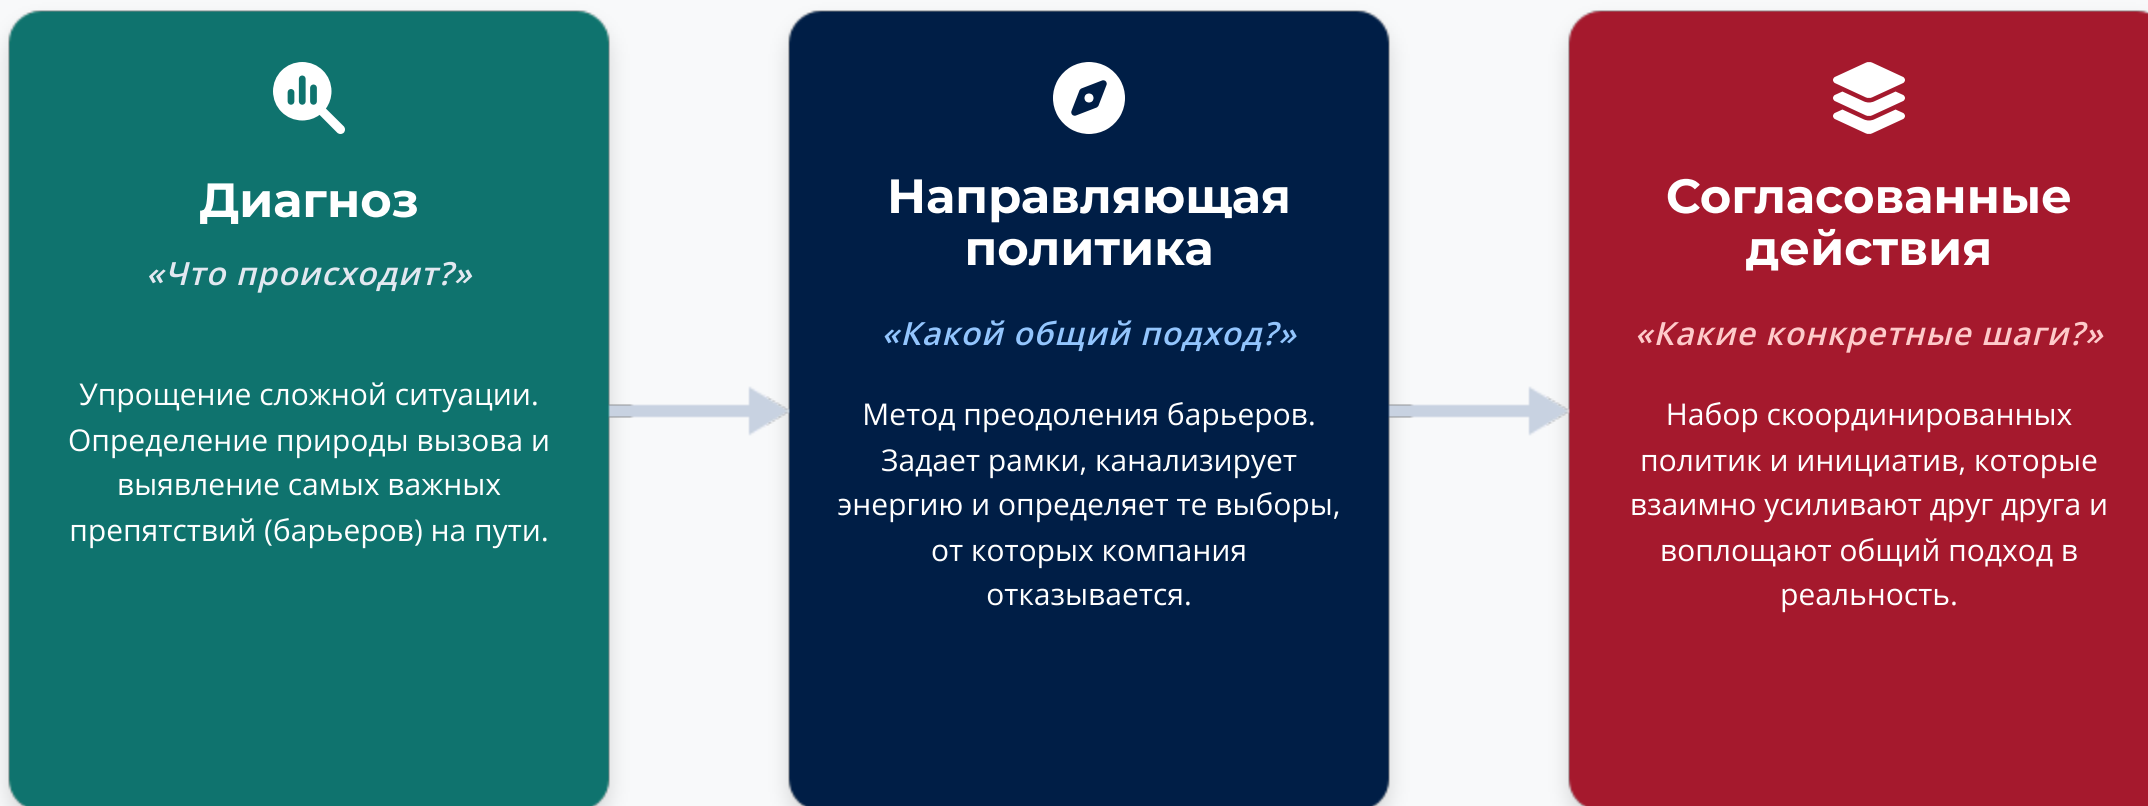 Диагноз
«Что происходит?»
Упрощение сложной ситуации.
Определение природы вызова и
выявление самых важных
препятствий (барьеров) на пути.
Направляющая
политика
«Какой общий подход?»
Метод преодоления барьеров.
Задает рамки, канализирует
энергию и определяет те выборы,
от которых компания
отказывается.
Согласованные
действия
«Какие конкретные шаги?»
Набор скоординированных
политик и инициатив, которые
взаимно усиливают друг друга и
воплощают общий подход в
реальность.